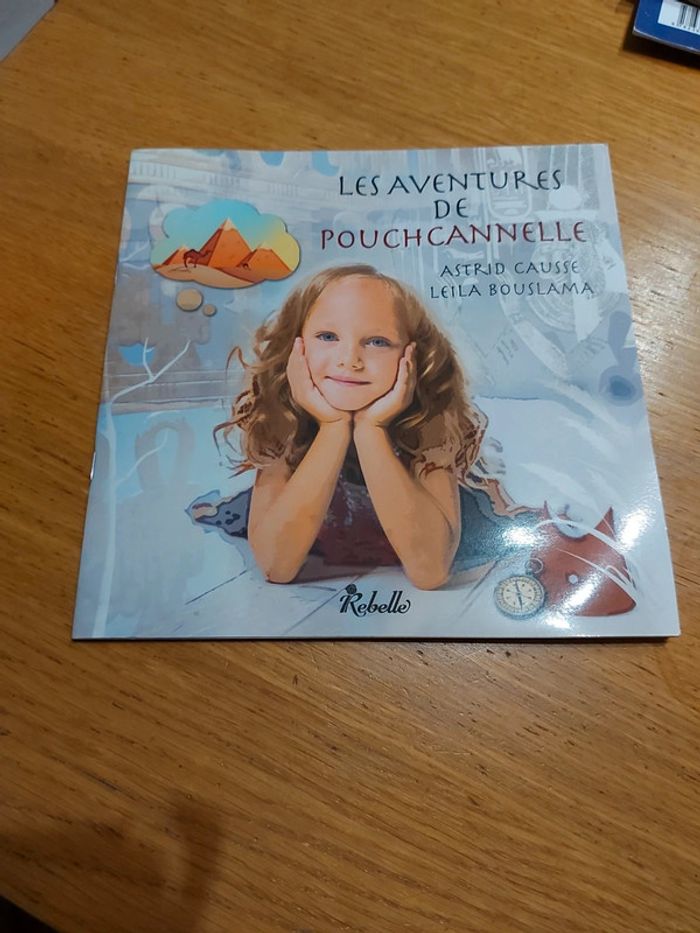 LES AVENTURES
DE
POUCHCANNELLE
ASTRID CAUSSE
LEILA BOUSLAMA
Rebelle